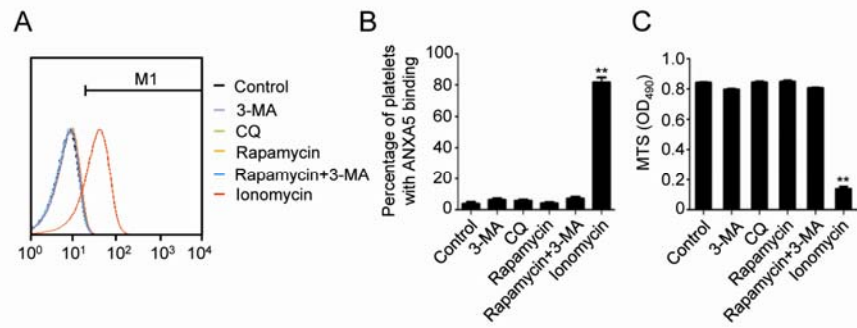 A
M1
Control
3-MA
CQ
Rapamycin
Rapamycin+3-MA
Ionomycin
10⁰ 10¹ 10² 10³ 10⁴
B
Percentage of platelets
with ANXA5 binding
100
80
60
40
20
0
**
Control
3-MA
CQ
Rapamycin
Rapamycin+3-MA
Ionomycin
C
MTS (OD₄₉₀)
1.0
0.8
0.6
0.4
0.2
0
**
Control
3-MA
CQ
Rapamycin
Rapamycin+3-MA
Ionomycin